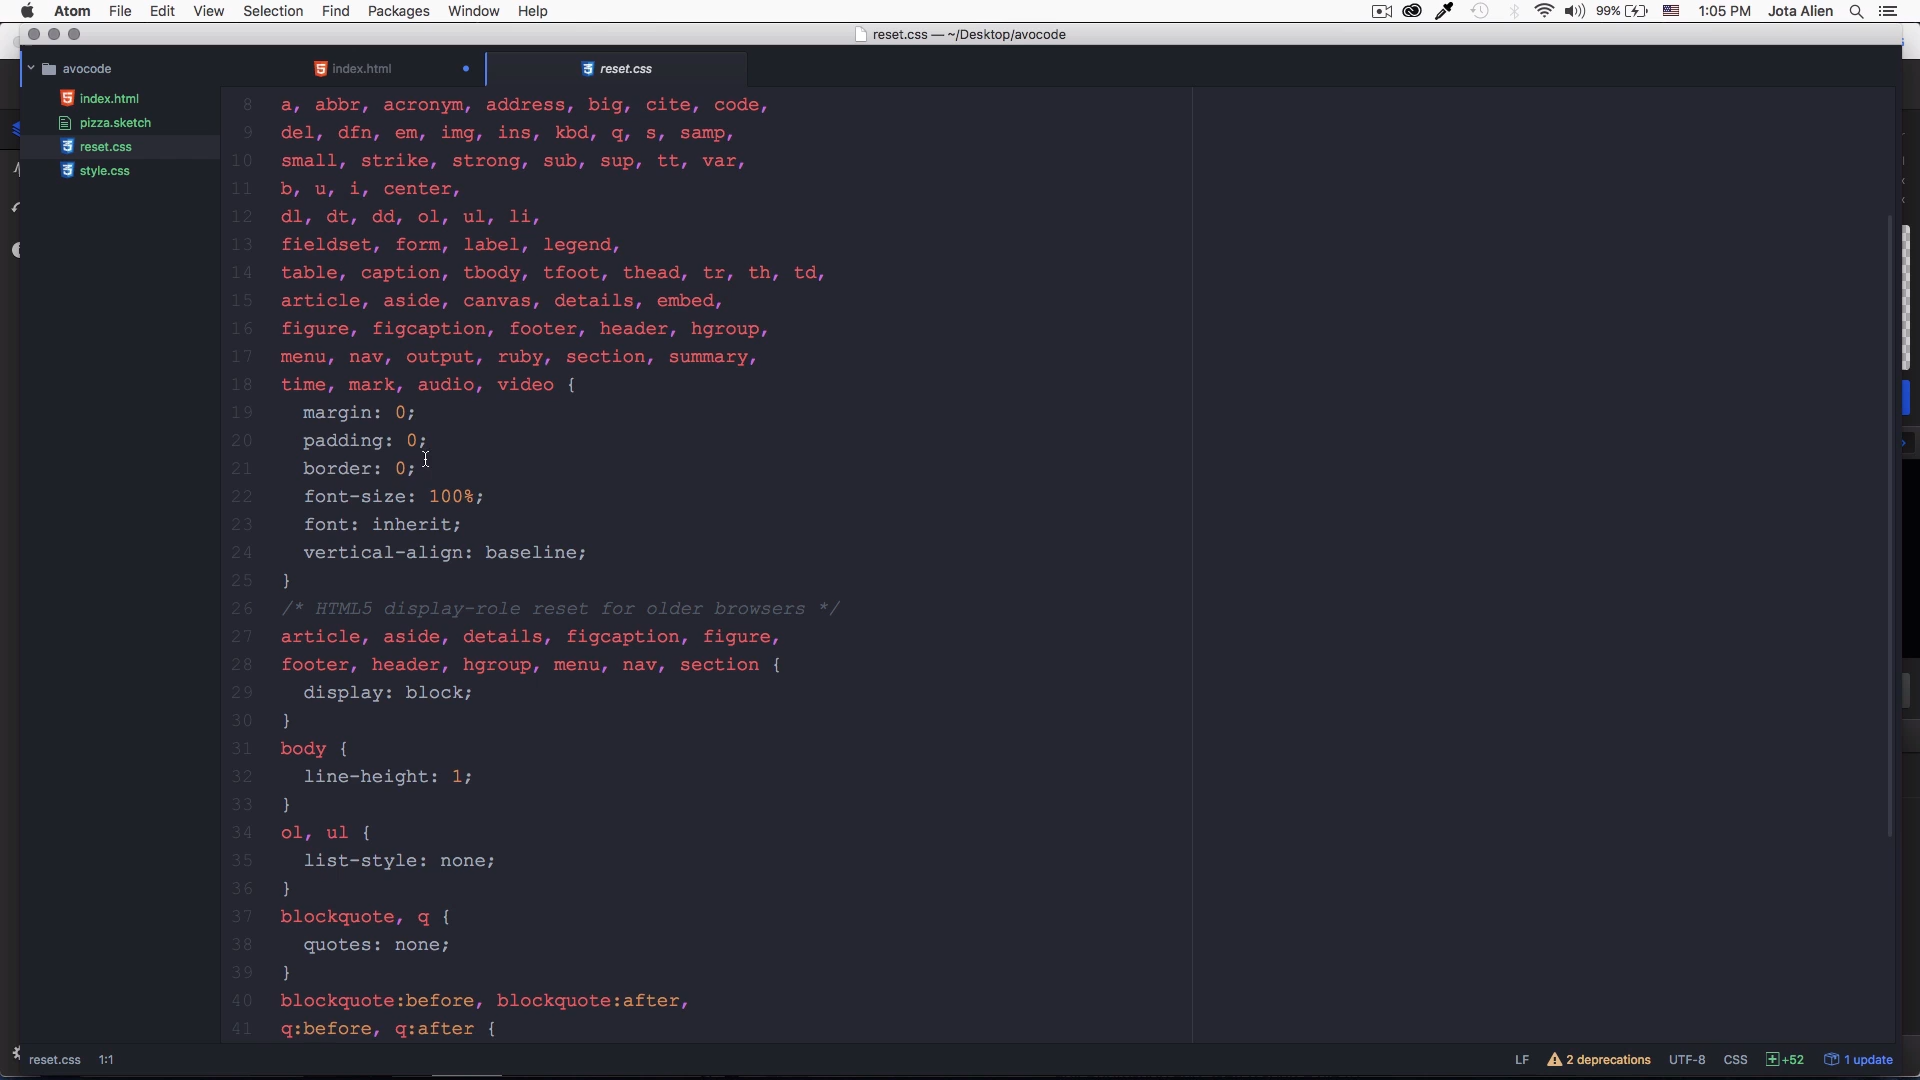 Atom File Edit View Selection Find Packages Window Help 99% 1:05 PM Jota Alien
reset.css — ~/Desktop/avocode
avocode
index.html
pizza.sketch
reset.css
style.css
index.html reset.css
8 a, abbr, acronym, address, big, cite, code,
9 del, dfn, em, img, ins, kbd, q, s, samp,
10 small, strike, strong, sub, sup, tt, var,
11 b, u, i, center,
12 dl, dt, dd, ol, ul, li,
13 fieldset, form, label, legend,
14 table, caption, tbody, tfoot, thead, tr, th, td,
15 article, aside, canvas, details, embed,
16 figure, figcaption, footer, header, hgroup,
17 menu, nav, output, ruby, section, summary,
18 time, mark, audio, video {
19 margin: 0;
20 padding: 0;
21 border: 0;
22 font-size: 100%;
23 font: inherit;
24 vertical-align: baseline;
25 }
26 /* HTML5 display-role reset for older browsers */
27 article, aside, details, figcaption, figure,
28 footer, header, hgroup, menu, nav, section {
29 display: block;
30 }
31 body {
32 line-height: 1;
33 }
34 ol, ul {
35 list-style: none;
36 }
37 blockquote, q {
38 quotes: none;
39 }
40 blockquote:before, blockquote:after,
41 q:before, q:after {
reset.css 1:1 LF 2 deprecations UTF-8 CSS +52 1 update